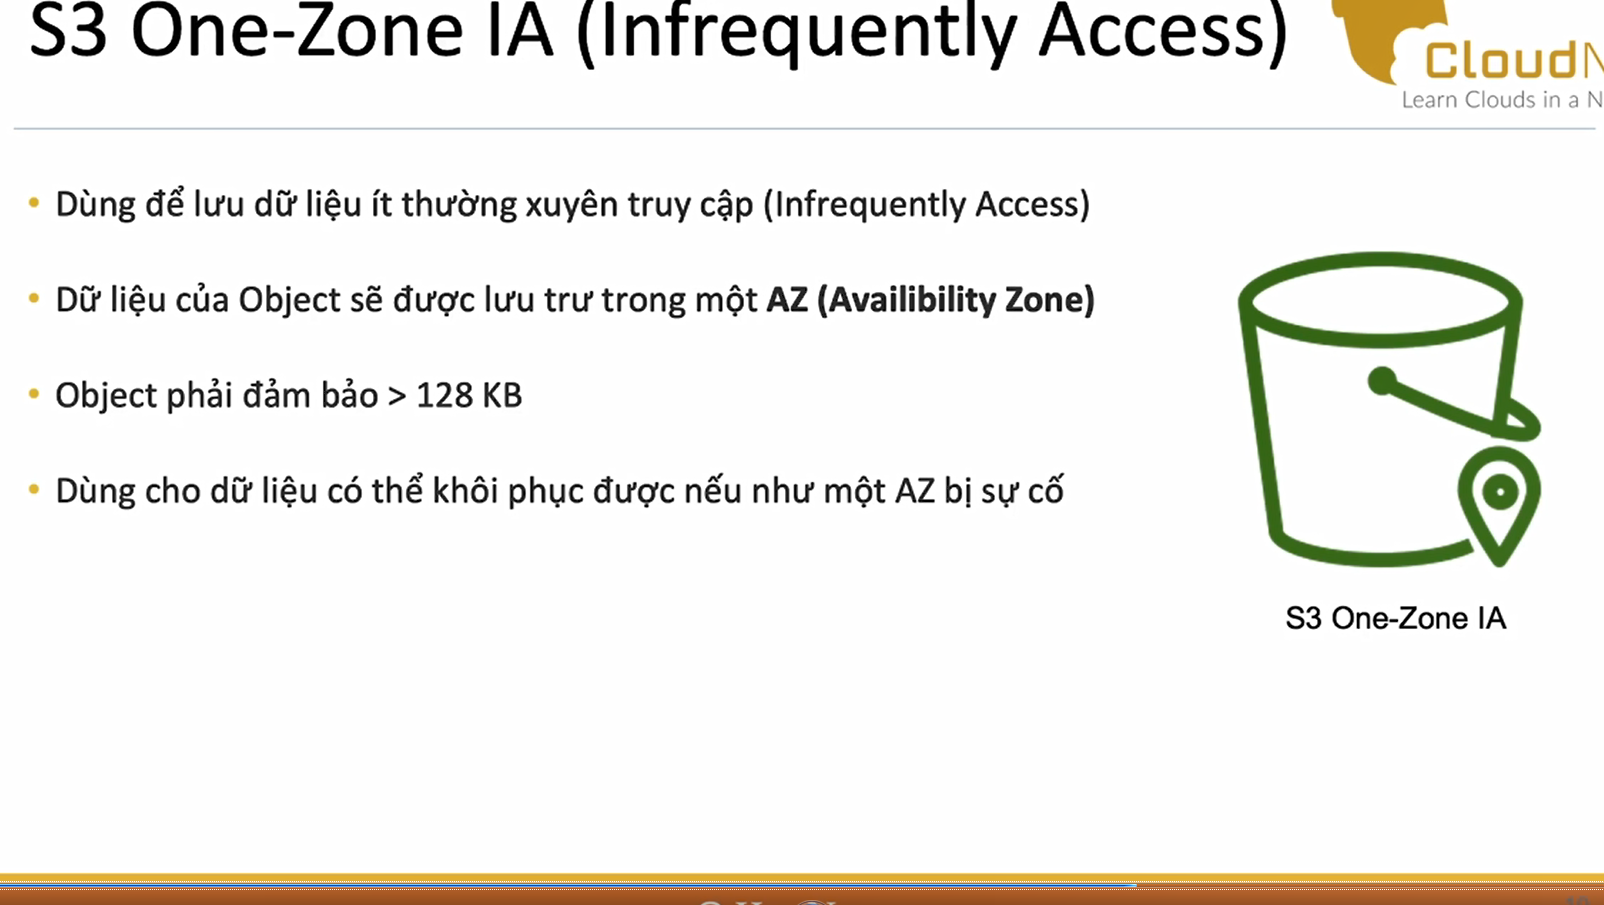 S3 One-Zone IA (Infrequently Access)
Cloud
Learn Clouds in a N
• Dùng để lưu dữ liệu ít thường xuyên truy cập (Infrequently Access)
• Dữ liệu của Object sẽ được lưu trư trong một AZ (Availibility Zone)
• Object phải đảm bảo > 128 KB
• Dùng cho dữ liệu có thể khôi phục được nếu như một AZ bị sự cố
S3 One-Zone IA